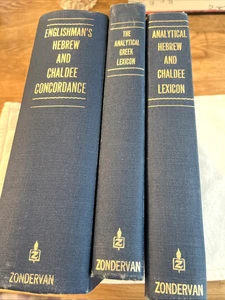 ENGLISHMAN'S
HEBREW
AND
CHALDEE
CONCORDANCE
Z
ZONDERVAN
THE
ANALYTICAL
GREEK
LEXICON
Z
ZONDERVAN
ANALYTICAL
HEBREW
AND
CHALDEE
LEXICON
Z
ZONDERVAN